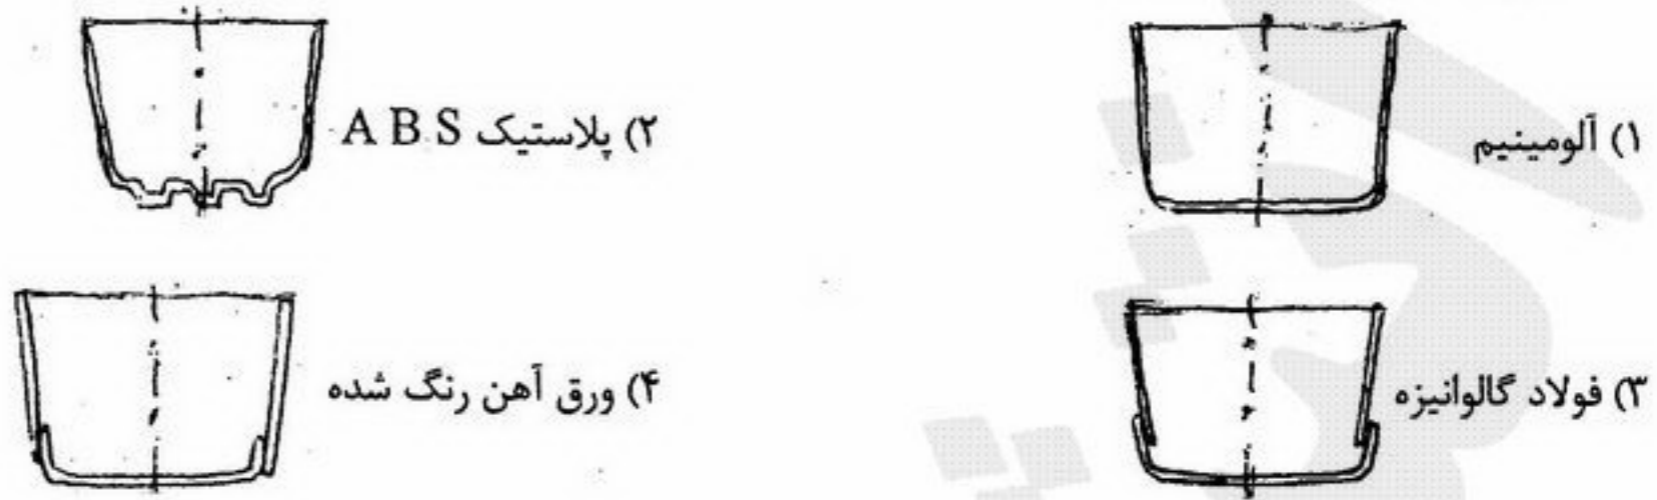 ۱) آلومینیم
۲) پلاستیک A B S
۳) فولاد گالوانیزه
۴) ورق آهن رنگ شده